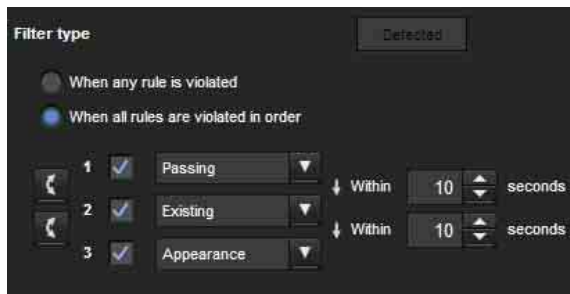 Filter type
Detected
When any rule is violated
When all rules are violated in order
1 Passing
Within 10 seconds
2 Existing
Within 10 seconds
3 Appearance